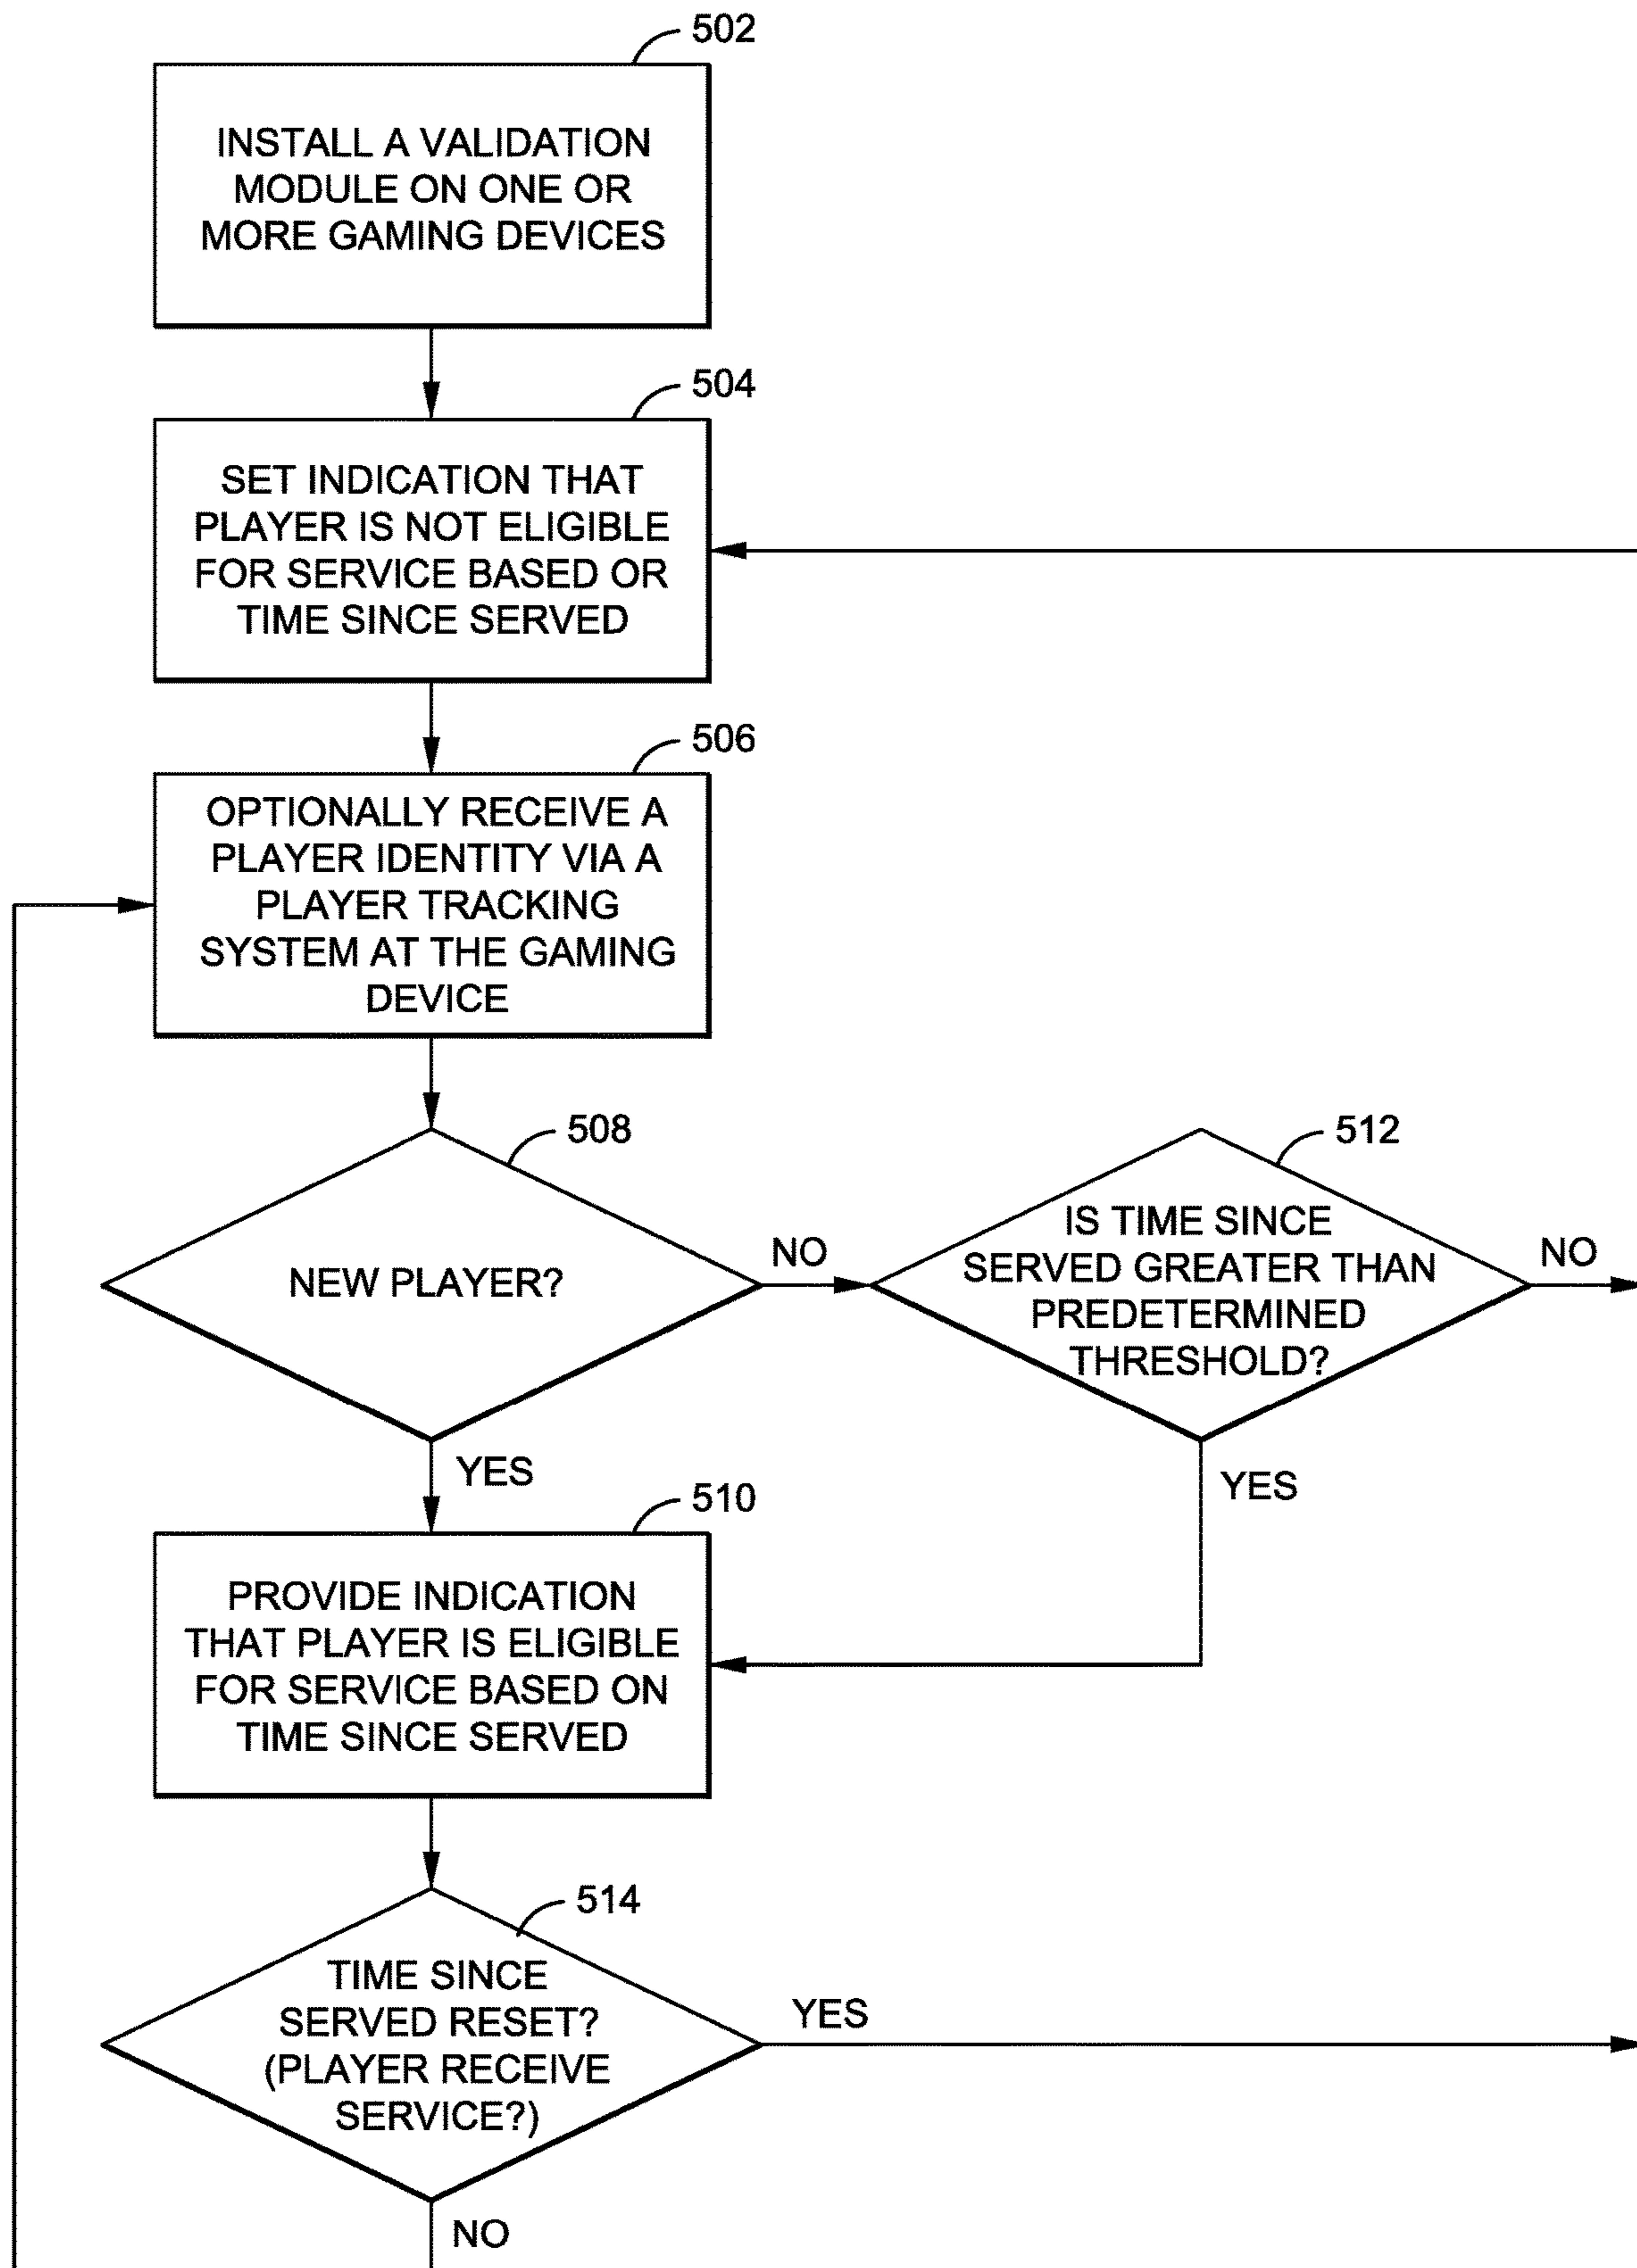 502
INSTALL A VALIDATION
MODULE ON ONE OR
MORE GAMING DEVICES
504
SET INDICATION THAT
PLAYER IS NOT ELIGIBLE
FOR SERVICE BASED OR
TIME SINCE SERVED
506
OPTIONALLY RECEIVE A
PLAYER IDENTITY VIA A
PLAYER TRACKING
SYSTEM AT THE GAMING
DEVICE
508
NEW PLAYER?
NO
YES
512
IS TIME SINCE
SERVED GREATER THAN
PREDETERMINED
THRESHOLD?
NO
YES
510
PROVIDE INDICATION
THAT PLAYER IS ELIGIBLE
FOR SERVICE BASED ON
TIME SINCE SERVED
514
TIME SINCE
SERVED RESET?
(PLAYER RECEIVE
SERVICE?)
YES
NO